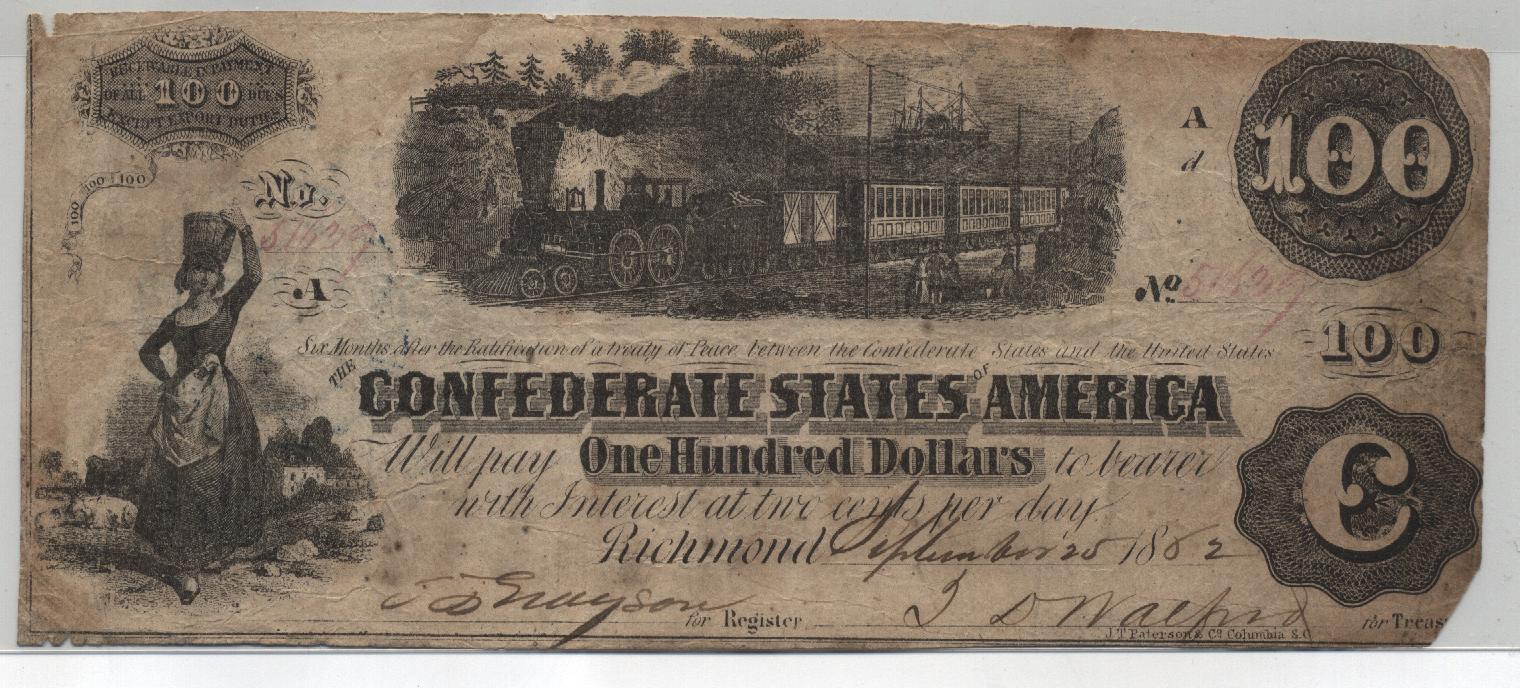 RECEIVABLE IN PAYMENT
OF ALL 100 DUES
EXCEPT EXPORT DUTIES
100 100 100
No.
A
A
d
100
No
100
Six Months after the Ratification of a treaty of Peace between the Confederate States and the United States
THE CONFEDERATE STATES OF AMERICA
Will pay One Hundred Dollars to bearer
with Interest at two cents per day
Richmond September 25 1862
C
Grayson for Register
for Treas
J.T. Paterson & Co. Columbia S.C